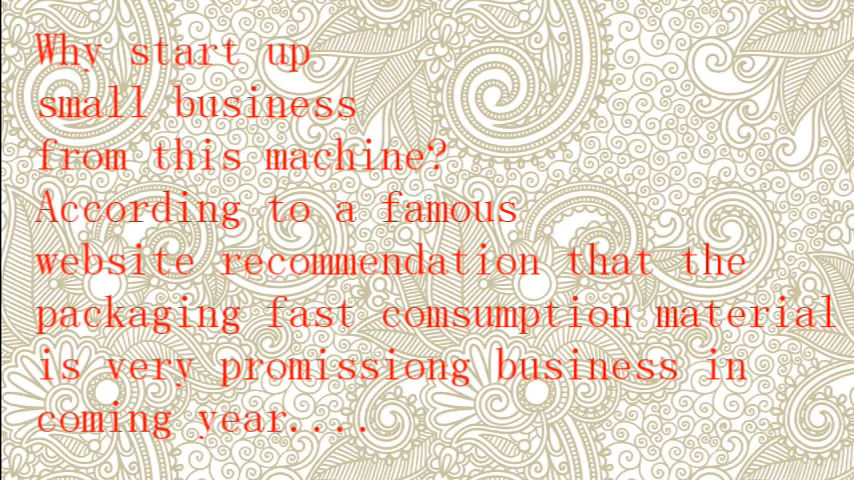 Why start up
small business
from this machine?
According to a famous
website recommendation that the
packaging fast comsumption material
is very promissiong business in
coming year....